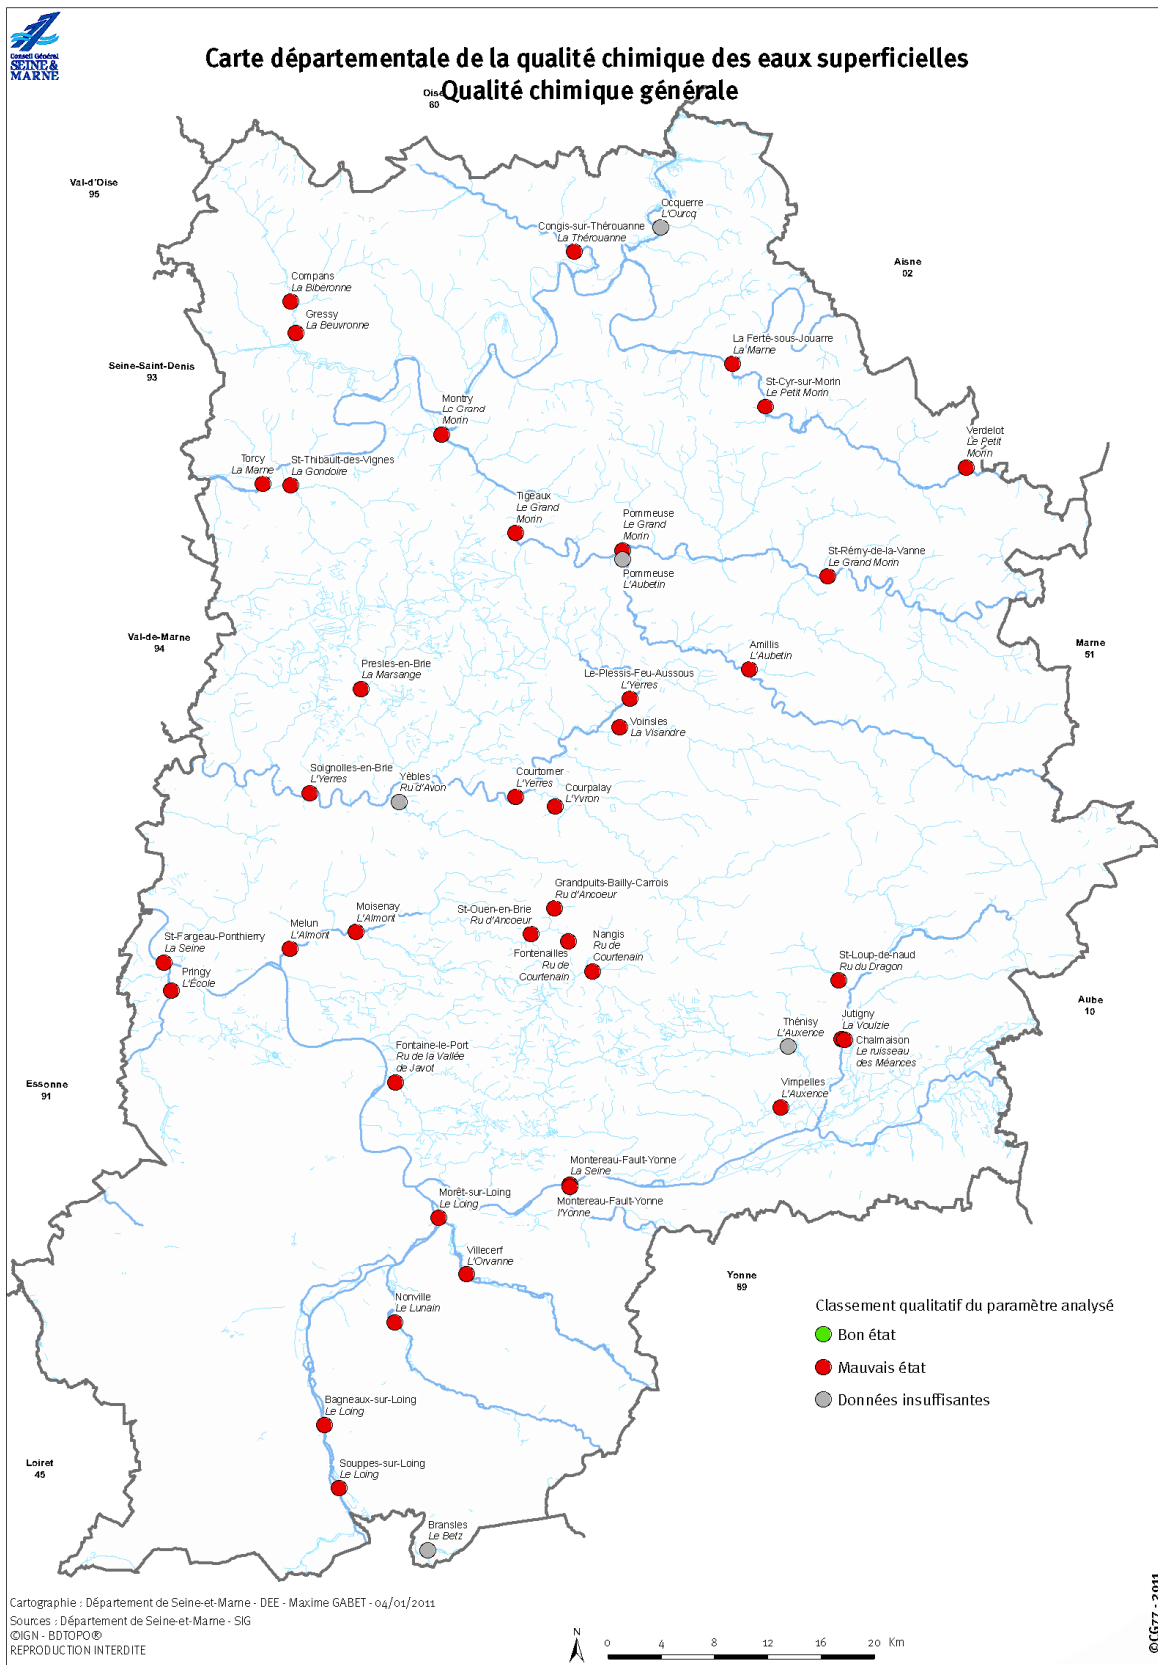 Conseil Général
SEINE &
MARNE
Carte départementale de la qualité chimique des eaux superficielles
Qualité chimique générale
Oise
60
Val-d'Oise
95
Ocquerre
L'Ourcq
Congis-sur-Thérouanne
La Thérouanne
Aisne
02
Compans
La Biberonne
Gressy
La Beuvronne
La Ferté-sous-Jouarre
La Marne
Seine-Saint-Denis
93
St-Cyr-sur-Morin
Le Petit Morin
Montry
Le Grand
Morin
Verdelot
Le Petit
Morin
Torcy
La Marne
St-Thibault-des-Vignes
La Gondoire
Tigeaux
Le Grand
Morin
Pommeuse
Le Grand
Morin
St-Rémy-de-la-Vanne
Le Grand Morin
Pommeuse
L'Aubetin
Val-de-Marne
94
Marne
51
Amillis
L'Aubetin
Presles-en-Brie
La Marsange
Le-Plessis-Feu-Aussous
L'Yerres
Voinsles
La Visandre
Soignolles-en-Brie
L'Yerres
Yèbles
Ru d'Avon
Courtomer
L'Yerres
Courpalay
L'Yvron
Grandpuits-Bailly-Carrois
Ru d'Ancoeur
Moisenay
L'Almont
St-Ouen-en-Brie
Ru d'Ancoeur
Melun
L'Almont
St-Fargeau-Ponthierry
La Seine
Nangis
Ru de
Courtenain
Fontenailles
Ru de
Courtenain
St-Loup-de-naud
Ru du Dragon
Pringy
L'École
Aube
10
Jutigny
La Voulzie
Thénisy
L'Auxence
Chalmaison
Le ruisseau
des Méances
Fontaine-le-Port
Ru de la Vallée
de Javot
Essonne
91
Vimpelles
L'Auxence
Montereau-Fault-Yonne
La Seine
Morêt-sur-Loing
Le Loing
Montereau-Fault-Yonne
l'Yonne
Villecerf
L'Orvanne
Yonne
89
Nonville
Le Lunain
Classement qualitatif du paramètre analysé
Bon état
Mauvais état
Données insuffisantes
Bagneaux-sur-Loing
Le Loing
Loiret
45
Souppes-sur-Loing
Le Loing
Bransles
Le Betz
Cartographie : Département de Seine-et-Marne - DEE - Maxime GABET - 04/01/2011
Sources : Département de Seine-et-Marne - SIG
©IGN - BDTOPO®
REPRODUCTION INTERDITE
N
0 4 8 12 16 20 Km
©CG77 - 2011